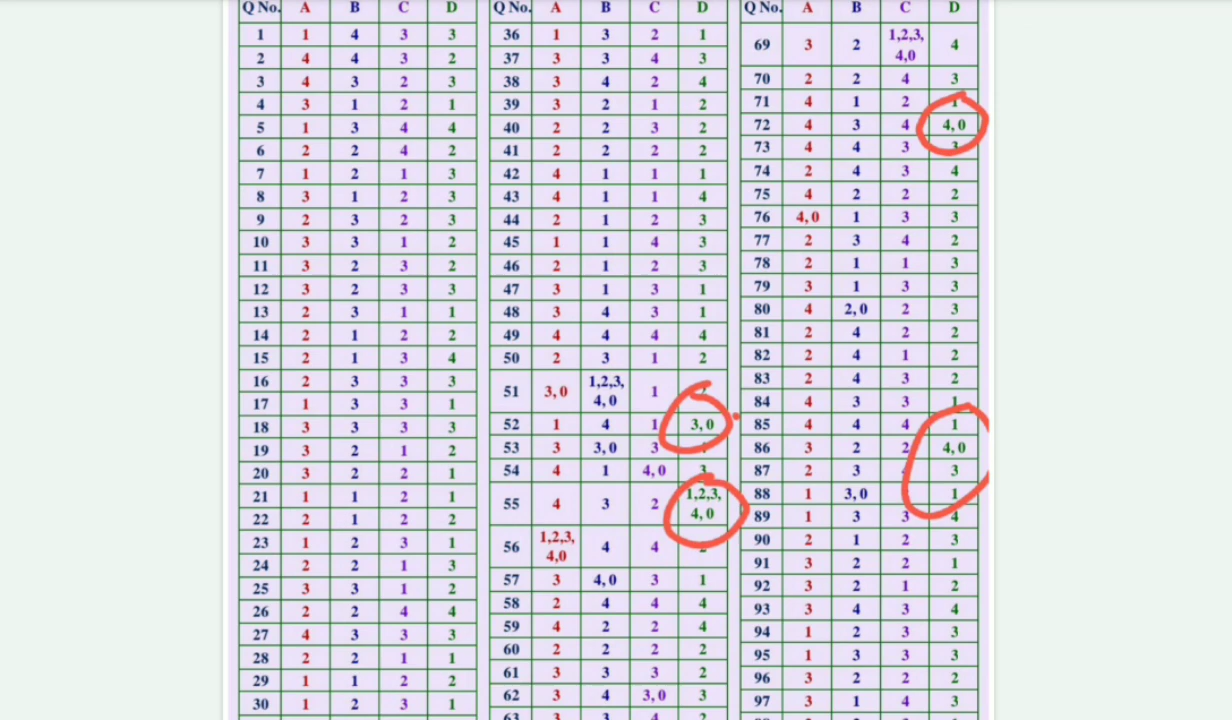 Q No. A B C D
1 1 4 3 3
2 4 4 3 2
3 4 3 2 3
4 3 1 2 1
5 1 3 4 4
6 2 2 4 2
7 1 2 1 3
8 3 1 2 3
9 2 3 2 3
10 3 3 1 2
11 3 2 3 2
12 3 2 3 3
13 2 3 1 1
14 2 1 2 2
15 2 1 3 4
16 2 3 3 3
17 1 3 3 1
18 3 3 3 3
19 3 2 1 2
20 3 2 2 1
21 1 1 2 1
22 2 1 2 2
23 1 2 3 1
24 2 2 1 3
25 3 3 1 2
26 2 2 4 4
27 4 3 3 3
28 2 2 1 1
29 1 1 2 2
30 1 2 3 1
Q No. A B C D
36 1 3 2 1
37 3 3 4 3
38 3 4 2 4
39 3 2 1 2
40 2 2 3 2
41 2 2 2 2
42 4 1 1 1
43 4 1 1 4
44 2 1 2 3
45 1 1 4 3
46 2 1 2 3
47 3 1 3 1
48 3 4 3 1
49 4 4 4 4
50 2 3 1 2
51 3, 0 1,2,3, 4, 0 1
52 1 4 1 3, 0
53 3 3, 0 3
54 4 1 4, 0 3
55 4 3 2 1,2,3, 4, 0
56 1,2,3, 4,0 4 4
57 3 4, 0 3 1
58 2 4 4 4
59 4 2 2 4
60 2 2 2 2
61 3 3 3 2
62 3 4 3, 0 3
63 3 3 4 2
Q No. A B C D
69 3 2 1,2,3, 4,0 4
70 2 2 4 3
71 4 1 2 1
72 4 3 4 4, 0
73 4 4 3 3
74 2 4 3 4
75 4 2 2 2
76 4, 0 1 3 3
77 2 3 4 2
78 2 1 1 3
79 3 1 3 3
80 4 2, 0 2 3
81 2 4 2 2
82 2 4 1 2
83 2 4 3 2
84 4 3 3 1
85 4 4 4 1
86 3 2 2 4, 0
87 2 3 3
88 1 3, 0 1
89 1 3 3 4
90 2 1 2 3
91 3 2 2 1
92 3 2 1 2
93 3 4 3 4
94 1 2 3 3
95 1 3 3 3
96 3 2 2 2
97 3 1 4 3